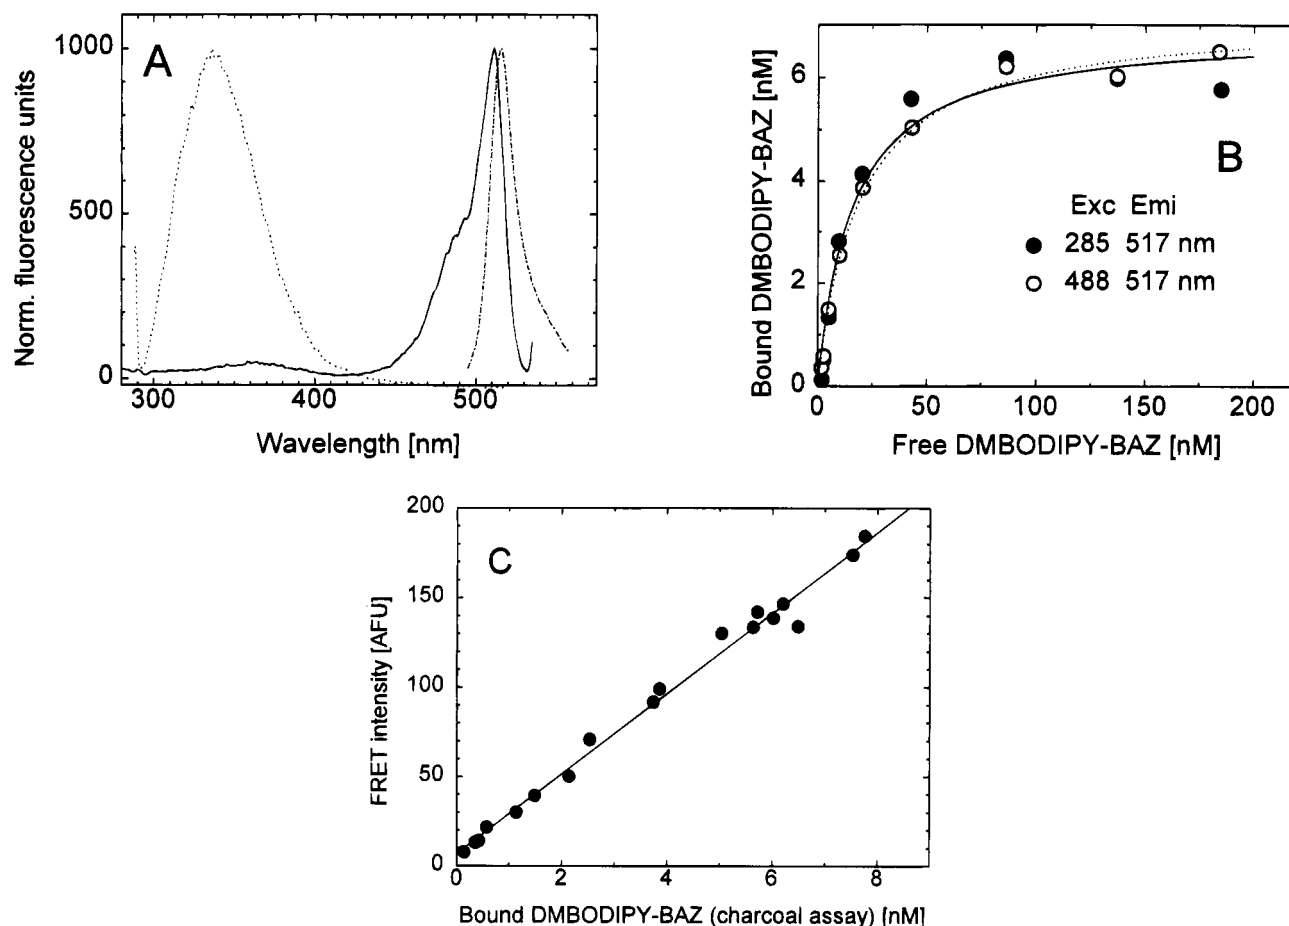 A
Norm. fluorescence units
1000
500
0
300
400
500
Wavelength [nm]
B
Bound DMBODIPY-BAZ [nM]
6
4
2
0
Exc Emi
285 517 nm
488 517 nm
0
50
100
150
200
Free DMBODIPY-BAZ [nM]
C
FRET intensity [AFU]
200
150
100
50
0
0
2
4
6
8
Bound DMBODIPY-BAZ (charcoal assay) [nM]